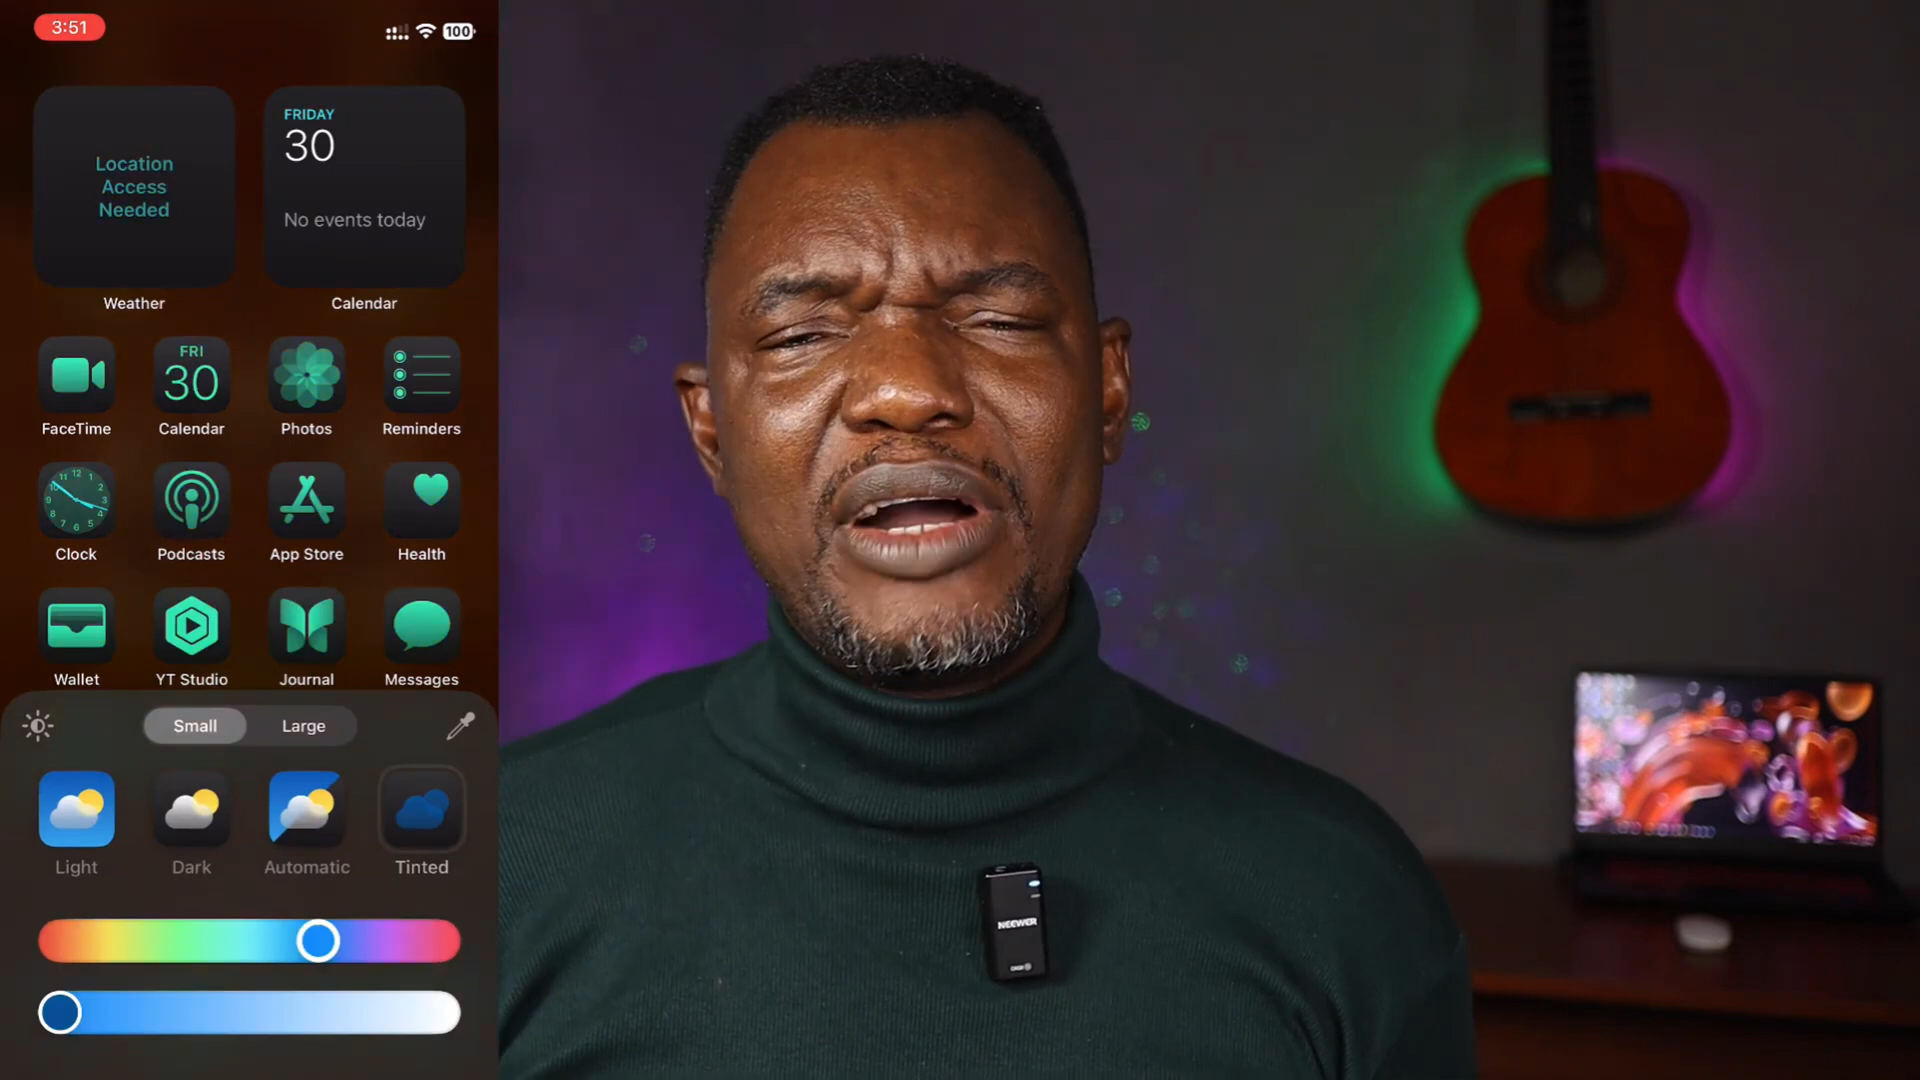 3:51
100
Location
Access
Needed
FRIDAY
30
No events today
Weather
Calendar
FRI
30
FaceTime
Calendar
Photos
Reminders
Clock
Podcasts
App Store
Health
Wallet
YT Studio
Journal
Messages
Small
Large
Light
Dark
Automatic
Tinted
NEEWER